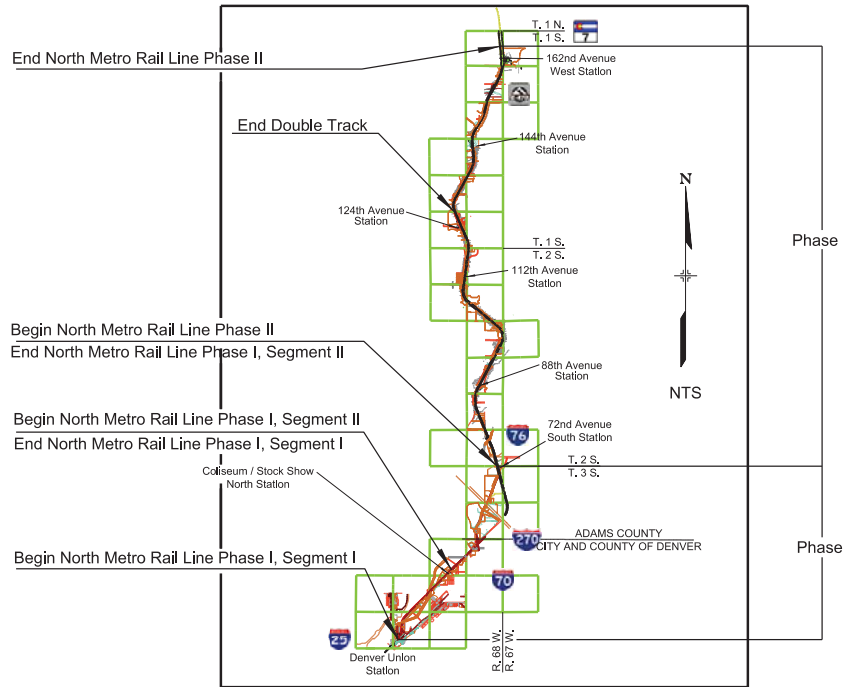 T. 1 N.
T. 1 S.
7
End North Metro Rail Line Phase II
162nd Avenue
West Station
End Double Track
144th Avenue
Station
124th Avenue
Station
N
Phase
T. 1 S.
T. 2 S.
112th Avenue
Station
Begin North Metro Rail Line Phase II
End North Metro Rail Line Phase I, Segment II
88th Avenue
Station
NTS
Begin North Metro Rail Line Phase I, Segment II
End North Metro Rail Line Phase I, Segment I
76
72nd Avenue
South Station
T. 2 S.
T. 3 S.
Coliseum / Stock Show
North Station
270
ADAMS COUNTY
CITY AND COUNTY OF DENVER
Phase
Begin North Metro Rail Line Phase I, Segment I
70
25
Denver Union
Station
R. 68 W.
R. 67 W.